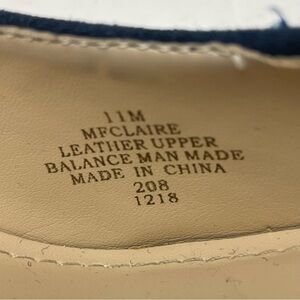 11M
MFCLAIRE
LEATHER UPPER
BALANCE MAN MADE
MADE IN CHINA
208
1218